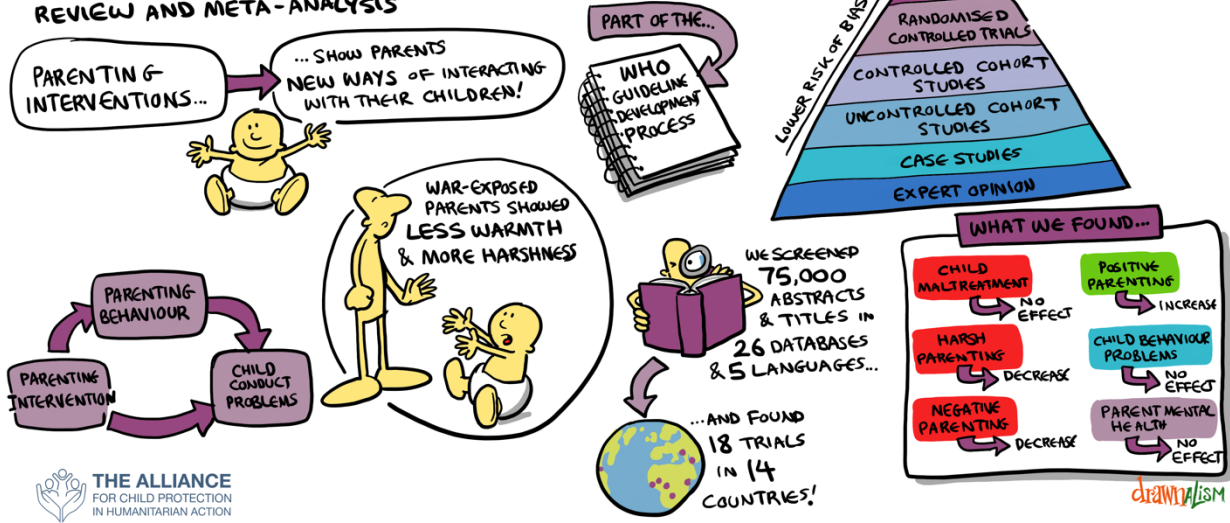 REVIEW AND META-ANALYSIS
PARENTING
INTERVENTIONS...
...SHOW PARENTS
NEW WAYS OF INTERACTING
WITH THEIR CHILDREN!
PART OF THE...
WHO
GUIDELINE
DEVELOPMENT
PROCESS
LOWER RISK OF BIAS
RANDOMISED
CONTROLLED TRIALS
CONTROLLED COHORT
STUDIES
UNCONTROLLED COHORT
STUDIES
CASE STUDIES
EXPERT OPINION
WAR-EXPOSED
PARENTS SHOWED
LESS WARMTH
& MORE HARSHNESS
PARENTING
BEHAVIOUR
PARENTING
INTERVENTION
CHILD
CONDUCT
PROBLEMS
WE SCREENED
75,000
ABSTRACTS
& TITLES IN
26 DATABASES
& 5 LANGUAGES...
...AND FOUND
18 TRIALS
IN 14
COUNTRIES!
WHAT WE FOUND...
CHILD
MALTREATMENT
NO
EFFECT
POSITIVE
PARENTING
INCREASE
HARSH
PARENTING
DECREASE
CHILD BEHAVIOUR
PROBLEMS
NO
EFFECT
NEGATIVE
PARENTING
DECREASE
PARENT MENTAL
HEALTH
NO
EFFECT
THE ALLIANCE
FOR CHILD PROTECTION
IN HUMANITARIAN ACTION
drawnALISM